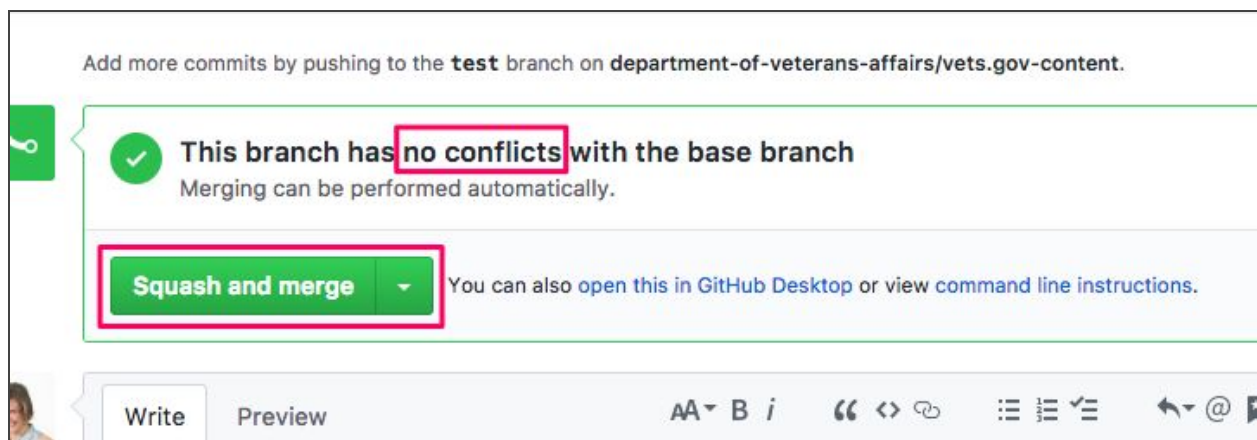 Add more commits by pushing to the test branch on department-of-veterans-affairs/vets.gov-content.
This branch has no conflicts with the base branch
Merging can be performed automatically.
Squash and merge
You can also open this in GitHub Desktop or view command line instructions.
Write Preview AA B i “ <> @